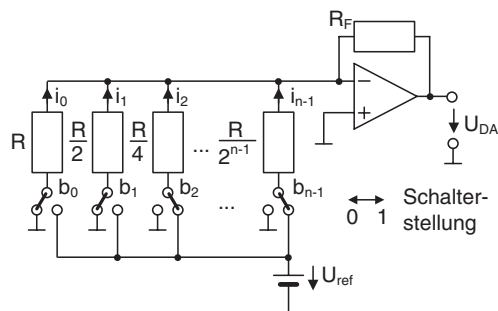 R_F
i_0 i_1 i_2 i_{n-1}
R R/2 R/4 ... R/2^{n-1}
− +
U_DA
b_0 b_1 b_2 b_{n-1}
...
Schalter-
0 1 stellung
U_ref